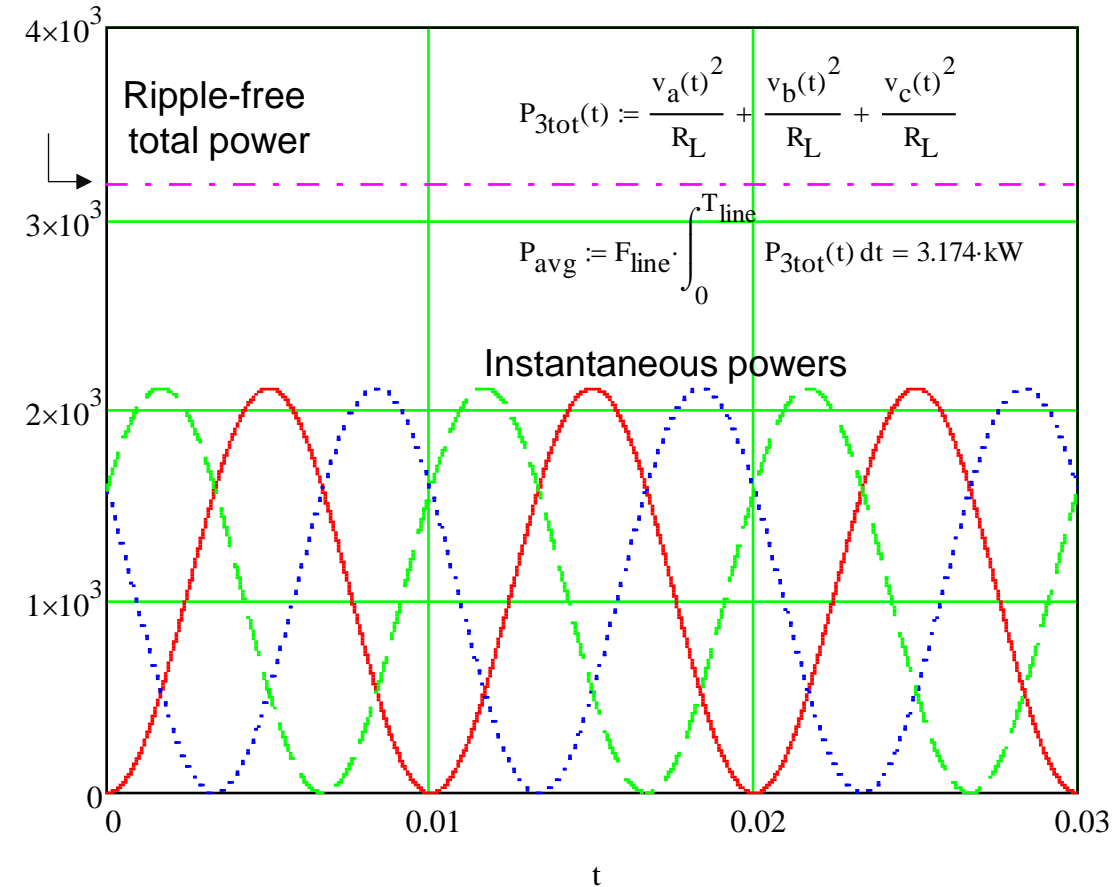 4×10³
Ripple-free
total power
P3tot(t) := va(t)²/RL + vb(t)²/RL + vc(t)²/RL
3×10³
Pavg := Fline·∫0^Tline P3tot(t) dt = 3.174·kW
Instantaneous powers
2×10³
1×10³
0
0 0.01 0.02 0.03
t